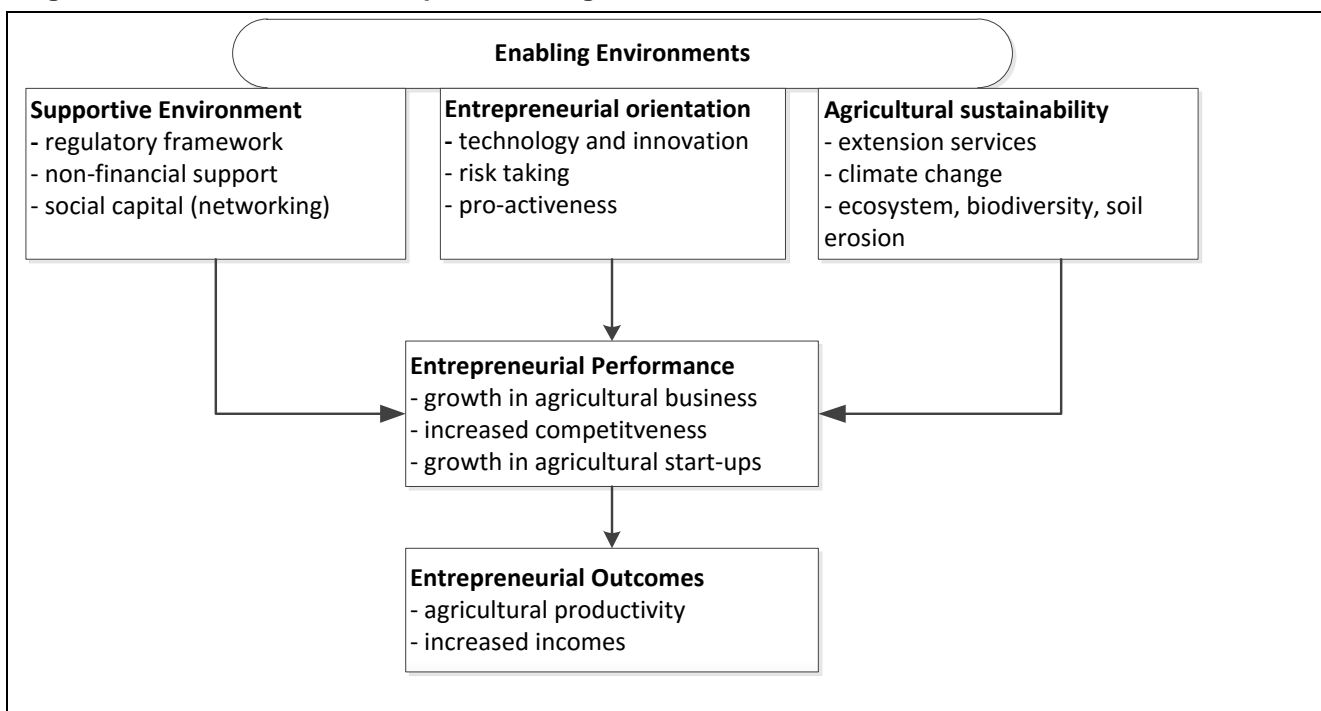 Enabling Environments
Supportive Environment
- regulatory framework
- non-financial support
- social capital (networking)
Entrepreneurial orientation
- technology and innovation
- risk taking
- pro-activeness
Agricultural sustainability
- extension services
- climate change
- ecosystem, biodiversity, soil
erosion
Entrepreneurial Performance
- growth in agricultural business
- increased competitveness
- growth in agricultural start-ups
Entrepreneurial Outcomes
- agricultural productivity
- increased incomes